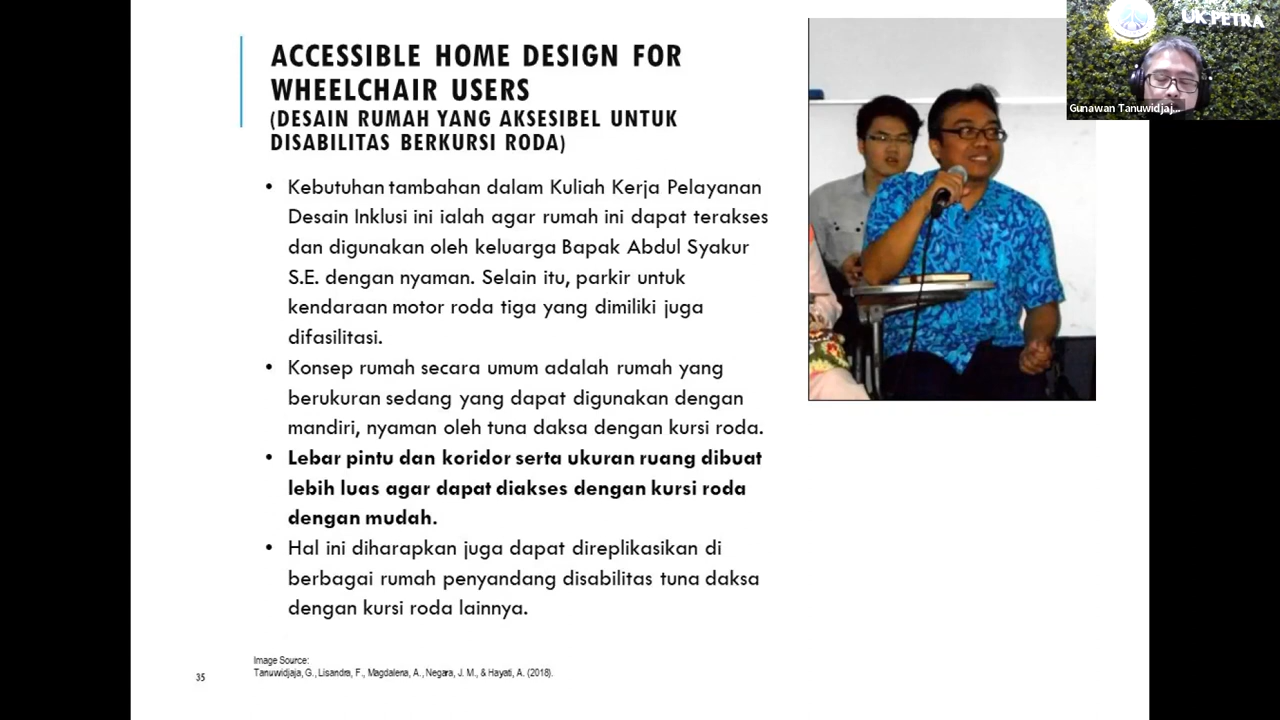 ACCESSIBLE HOME DESIGN FOR
WHEELCHAIR USERS
(DESAIN RUMAH YANG AKSESIBEL UNTUK
DISABILITAS BERKURSI RODA)
• Kebutuhan tambahan dalam Kuliah Kerja Pelayanan
Desain Inklusi ini ialah agar rumah ini dapat terakses
dan digunakan oleh keluarga Bapak Abdul Syakur
S.E. dengan nyaman. Selain itu, parkir untuk
kendaraan motor roda tiga yang dimiliki juga
difasilitasi.
• Konsep rumah secara umum adalah rumah yang
berukuran sedang yang dapat digunakan dengan
mandiri, nyaman oleh tuna daksa dengan kursi roda.
• Lebar pintu dan koridor serta ukuran ruang dibuat
lebih luas agar dapat diakses dengan kursi roda
dengan mudah.
• Hal ini diharapkan juga dapat direplikasikan di
berbagai rumah penyandang disabilitas tuna daksa
dengan kursi roda lainnya.
Image Source:
Tanuwidjaja, G., Lisandra, F., Magdalena, A., Negara, J. M., & Hayati, A. (2018).
35
UK PETRA
Gunawan Tanuwidjaj...